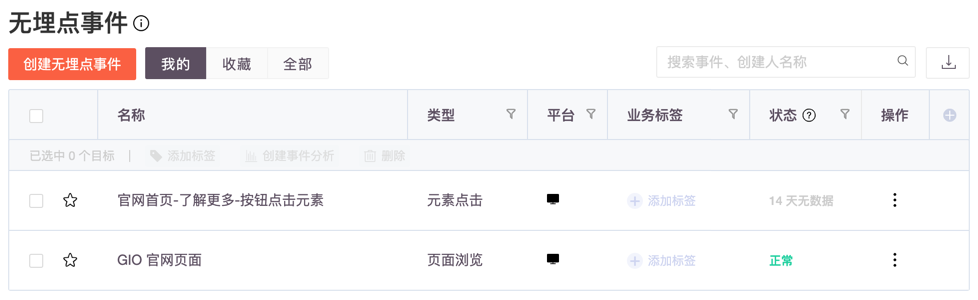 无埋点事件
创建无埋点事件 我的 收藏 全部 搜索事件、创建人名称
名称 类型 平台 业务标签 状态 操作
已选中 0 个目标 | 添加标签 创建事件分析 删除
官网首页-了解更多-按钮点击元素 元素点击 添加标签 14 天无数据
GIO 官网页面 页面浏览 添加标签 正常